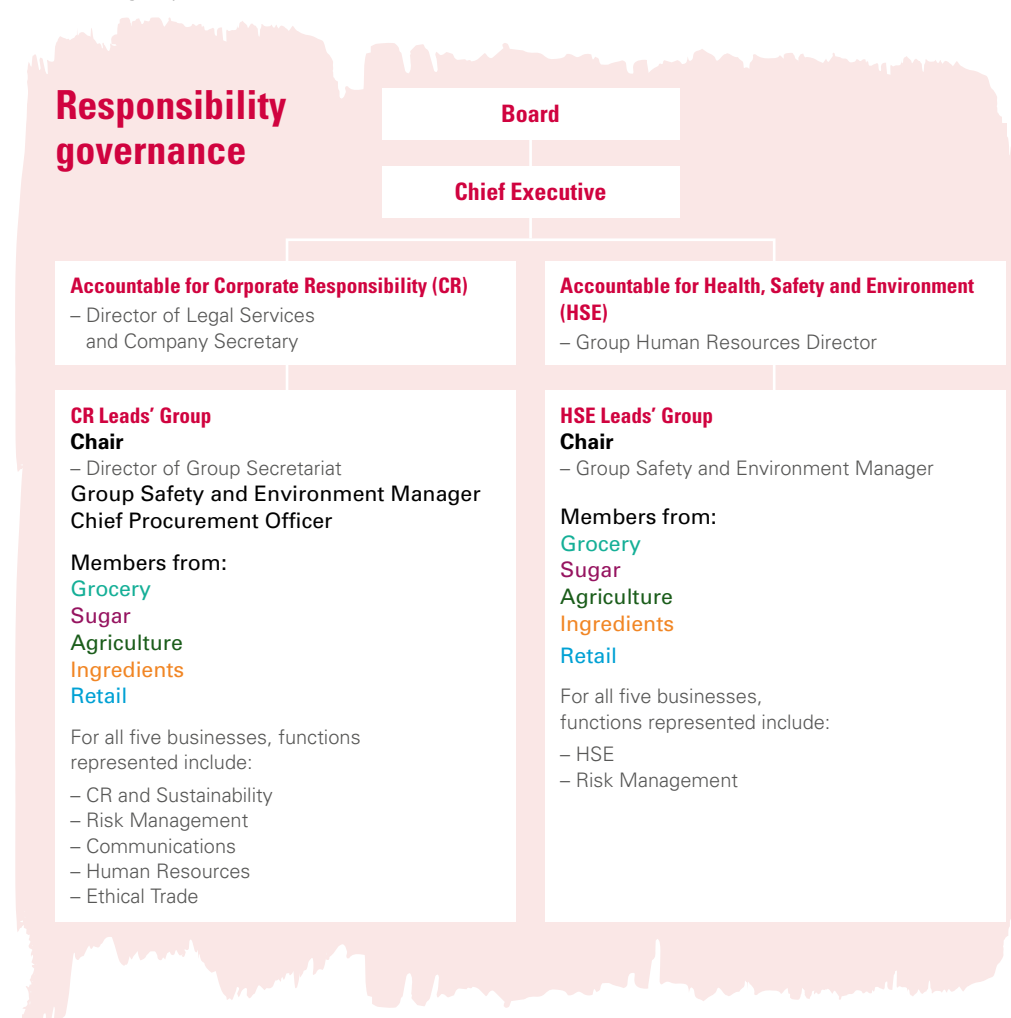 Responsibility
governance
Board
Chief Executive
Accountable for Corporate Responsibility (CR)
– Director of Legal Services
and Company Secretary
Accountable for Health, Safety and Environment
(HSE)
– Group Human Resources Director
CR Leads’ Group
Chair
– Director of Group Secretariat
Group Safety and Environment Manager
Chief Procurement Officer
Members from:
Grocery
Sugar
Agriculture
Ingredients
Retail
For all five businesses, functions
represented include:
– CR and Sustainability
– Risk Management
– Communications
– Human Resources
– Ethical Trade
HSE Leads’ Group
Chair
– Group Safety and Environment Manager
Members from:
Grocery
Sugar
Agriculture
Ingredients
Retail
For all five businesses,
functions represented include:
– HSE
– Risk Management